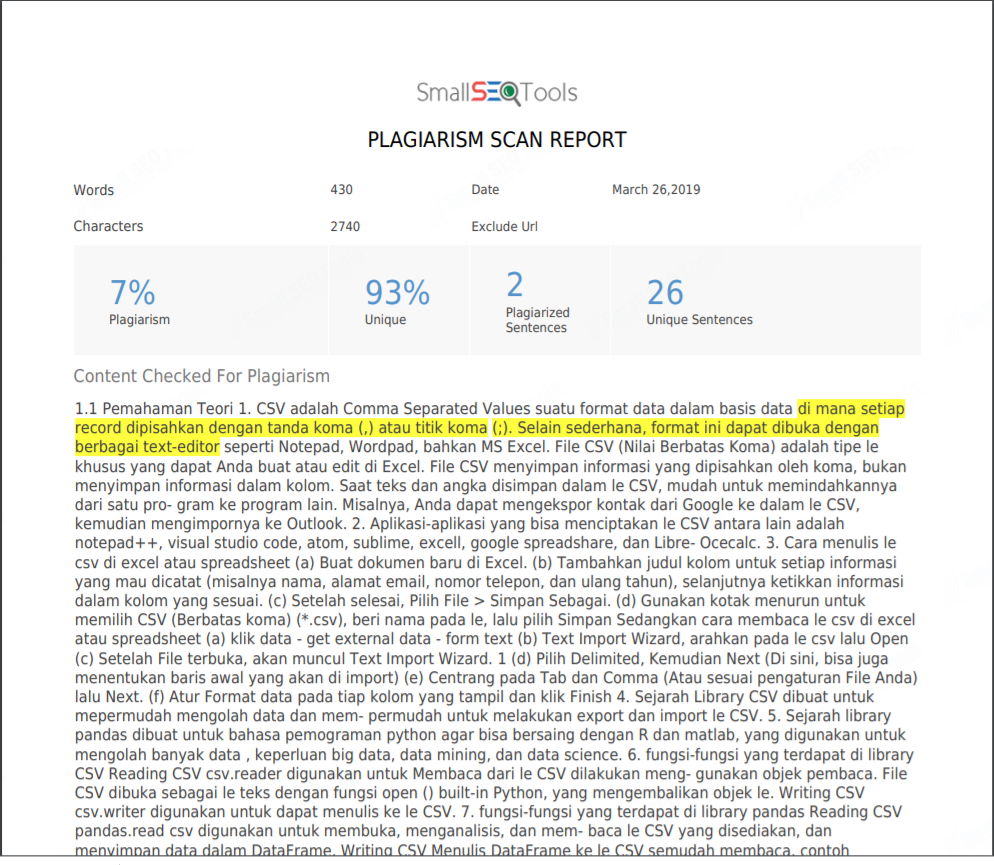 SmallSEOTools
PLAGIARISM SCAN REPORT
Words 430 Date March 26,2019
Characters 2740 Exclude Url
7% 93% 2 26
Plagiarism Unique Plagiarized Sentences Unique Sentences
Content Checked For Plagiarism
1.1 Pemahaman Teori 1. CSV adalah Comma Separated Values suatu format data dalam basis data di mana setiap
record dipisahkan dengan tanda koma (,) atau titik koma (;). Selain sederhana, format ini dapat dibuka dengan
berbagai text-editor seperti Notepad, Wordpad, bahkan MS Excel. File CSV (Nilai Berbatas Koma) adalah tipe le
khusus yang dapat Anda buat atau edit di Excel. File CSV menyimpan informasi yang dipisahkan oleh koma, bukan
menyimpan informasi dalam kolom. Saat teks dan angka disimpan dalam le CSV, mudah untuk memindahkannya
dari satu pro- gram ke program lain. Misalnya, Anda dapat mengekspor kontak dari Google ke dalam le CSV,
kemudian mengimpornya ke Outlook. 2. Aplikasi-aplikasi yang bisa menciptakan le CSV antara lain adalah
notepad++, visual studio code, atom, sublime, excell, google spreadshare, dan Libre- Ocecalc. 3. Cara menulis le
csv di excel atau spreadsheet (a) Buat dokumen baru di Excel. (b) Tambahkan judul kolom untuk setiap informasi
yang mau dicatat (misalnya nama, alamat email, nomor telepon, dan ulang tahun), selanjutnya ketikkan informasi
dalam kolom yang sesuai. (c) Setelah selesai, Pilih File > Simpan Sebagai. (d) Gunakan kotak menurun untuk
memilih CSV (Berbatas koma) (*.csv), beri nama pada le, lalu pilih Simpan Sedangkan cara membaca le csv di excel
atau spreadsheet (a) klik data - get external data - form text (b) Text Import Wizard, arahkan pada le csv lalu Open
(c) Setelah File terbuka, akan muncul Text Import Wizard. 1 (d) Pilih Delimited, Kemudian Next (Di sini, bisa juga
menentukan baris awal yang akan di import) (e) Centrang pada Tab dan Comma (Atau sesuai pengaturan File Anda)
lalu Next. (f) Atur Format data pada tiap kolom yang tampil dan klik Finish 4. Sejarah Library CSV dibuat untuk
mepermudah mengolah data dan mem- permudah untuk melakukan export dan import le CSV. 5. Sejarah library
pandas dibuat untuk bahasa pemograman python agar bisa bersaing dengan R dan matlab, yang digunakan untuk
mengolah banyak data , keperluan big data, data mining, dan data science. 6. fungsi-fungsi yang terdapat di library
CSV Reading CSV csv.reader digunakan untuk Membaca dari le CSV dilakukan meng- gunakan objek pembaca. File
CSV dibuka sebagai le teks dengan fungsi open () built-in Python, yang mengembalikan objek le. Writing CSV
csv.writer digunakan untuk dapat menulis ke le CSV. 7. fungsi-fungsi yang terdapat di library pandas Reading CSV
pandas.read csv digunakan untuk membuka, menganalisis, dan mem- baca le CSV yang disediakan, dan
menyimpan data dalam DataFrame. Writing CSV Menulis DataFrame ke le CSV semudah membaca, contoh